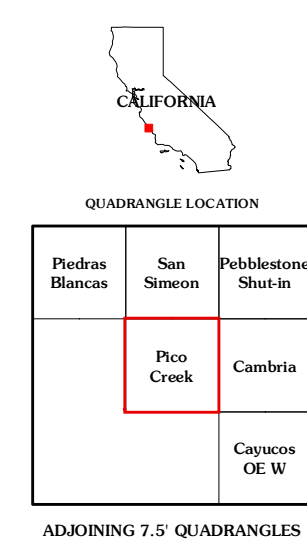 CALIFORNIA
QUADRANGLE LOCATION
Piedras
Blancas
San
Simeon
Pebblestone
Shut-in
Pico
Creek
Cambria
Cayucos
OE W
ADJOINING 7.5' QUADRANGLES